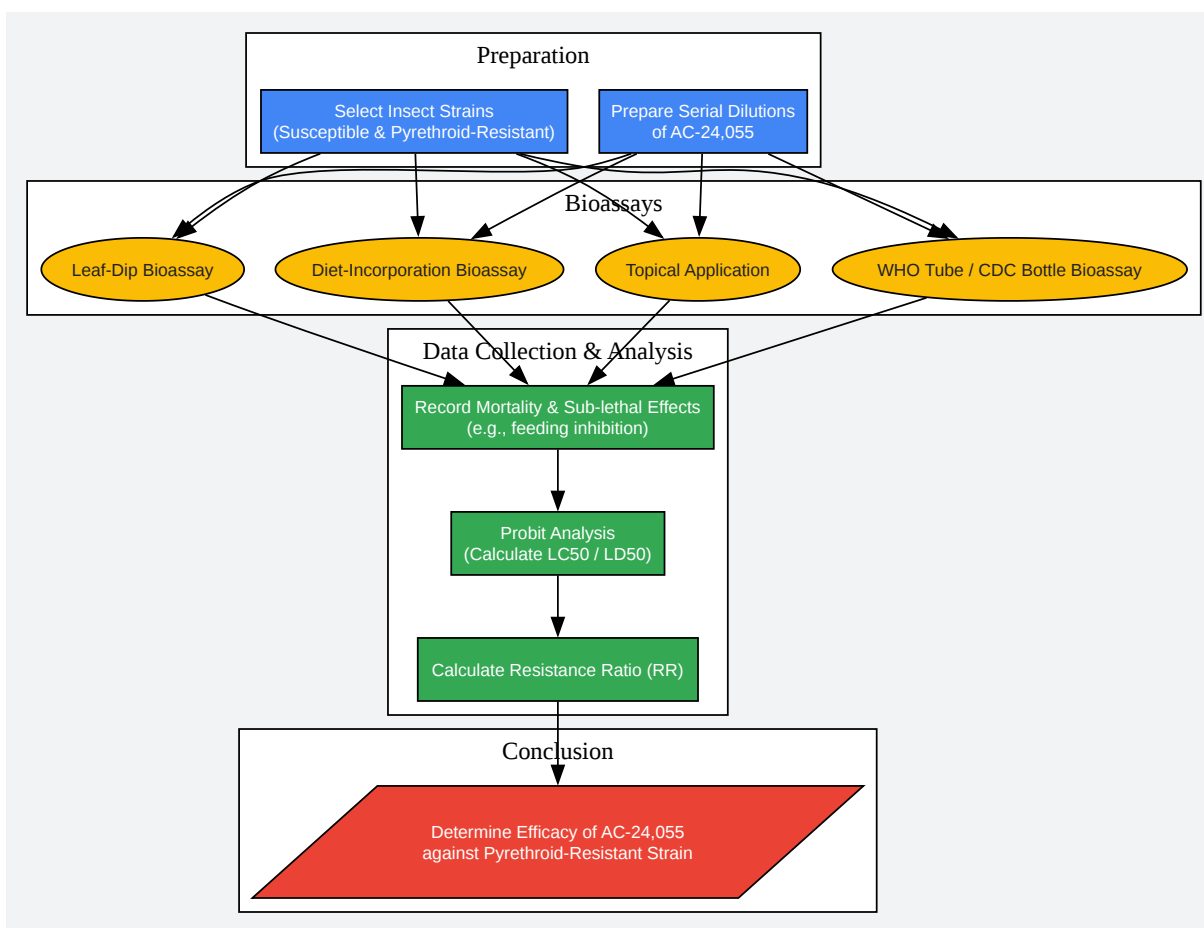 Preparation
Select Insect Strains
(Susceptible & Pyrethroid-Resistant)
Prepare Serial Dilutions
of AC-24,055
Bioassays
Leaf-Dip Bioassay
Diet-Incorporation Bioassay
Topical Application
WHO Tube / CDC Bottle Bioassay
Data Collection & Analysis
Record Mortality & Sub-lethal Effects
(e.g., feeding inhibition)
Probit Analysis
(Calculate LC50 / LD50)
Calculate Resistance Ratio (RR)
Conclusion
Determine Efficacy of AC-24,055
against Pyrethroid-Resistant Strain